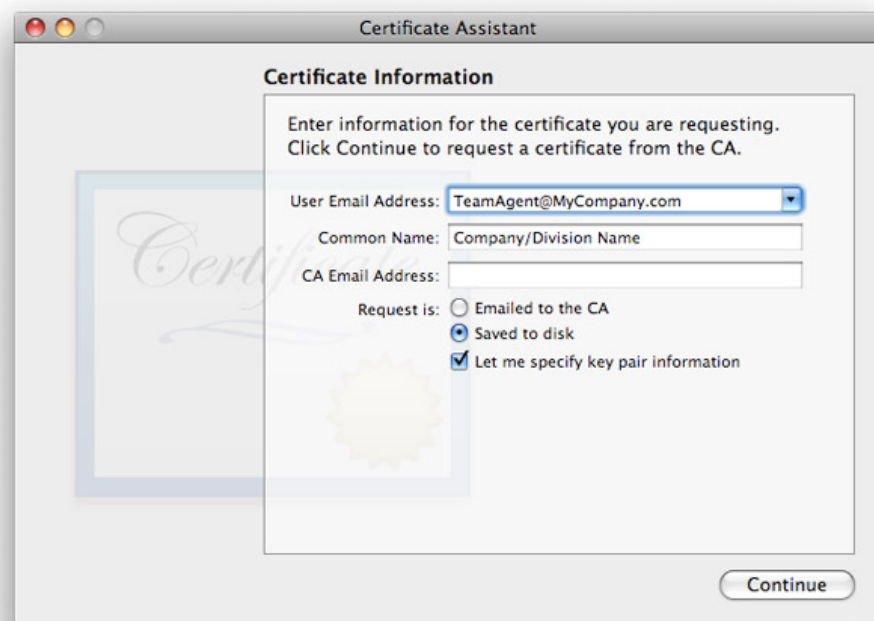 Certificate Assistant
Certificate Information
Enter information for the certificate you are requesting.
Click Continue to request a certificate from the CA.
User Email Address: TeamAgent@MyCompany.com
Common Name: Company/Division Name
CA Email Address:
Request is: Emailed to the CA
Saved to disk
Let me specify key pair information
Certificate
Continue